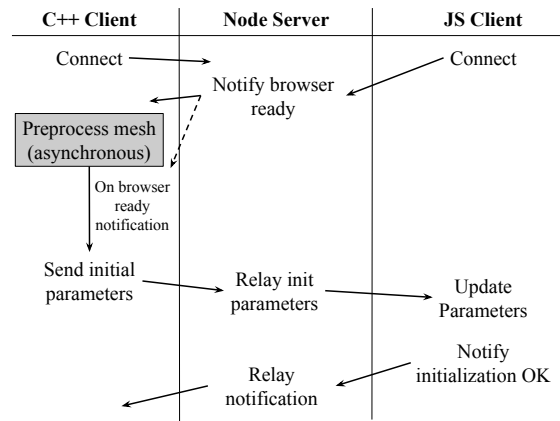 C++ Client
Node Server
JS Client
Connect
Connect
Notify browser
ready
Preprocess mesh
(asynchronous)
On browser
ready
notification
Send initial
parameters
Relay init
parameters
Update
Parameters
Notify
initialization OK
Relay
notification